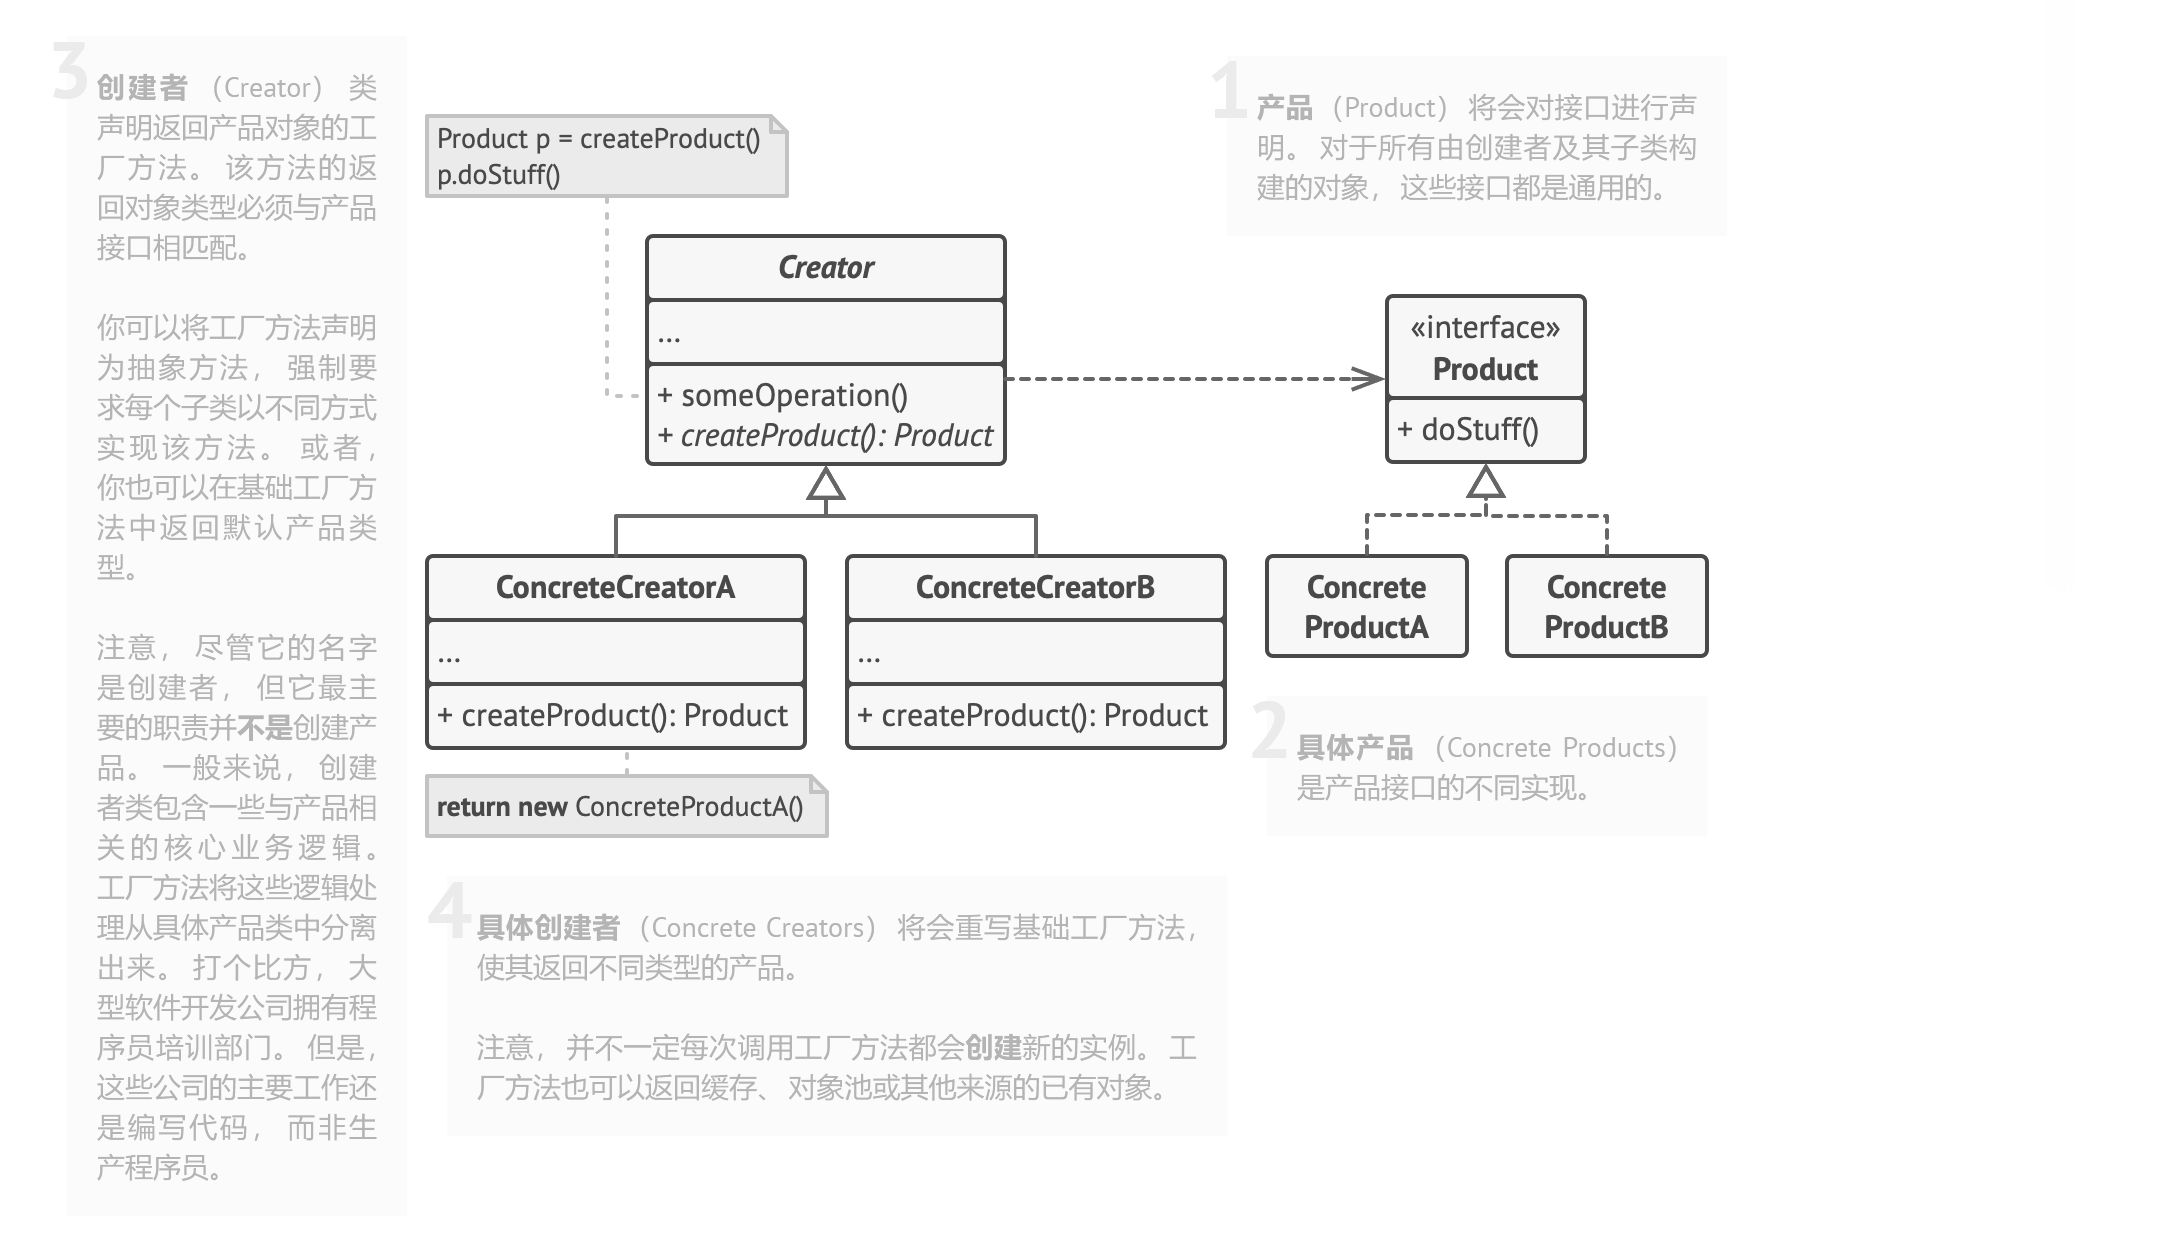 3
创建者 （Creator） 类
声明返回产品对象的工
厂方法。 该方法的返
回对象类型必须与产品
接口相匹配。
你可以将工厂方法声明
为抽象方法， 强制要
求每个子类以不同方式
实现该方法。 或者，
你也可以在基础工厂方
法中返回默认产品类
型。
注意， 尽管它的名字
是创建者， 但它最主
要的职责并不是创建产
品。 一般来说， 创建
者类包含一些与产品相
关的核心业务逻辑。
工厂方法将这些逻辑处
理从具体产品类中分离
出来。 打个比方， 大
型软件开发公司拥有程
序员培训部门。 但是，
这些公司的主要工作还
是编写代码， 而非生
产程序员。
Product p = createProduct()
p.doStuff()
Creator
...
+ someOperation()
+ createProduct(): Product
ConcreteCreatorA
...
+ createProduct(): Product
ConcreteCreatorB
...
+ createProduct(): Product
return new ConcreteProductA()
1
产品 （Product） 将会对接口进行声
明。 对于所有由创建者及其子类构
建的对象， 这些接口都是通用的。
«interface»
Product
+ doStuff()
Concrete
ProductA
Concrete
ProductB
2
具体产品 （Concrete Products）
是产品接口的不同实现。
4
具体创建者 （Concrete Creators） 将会重写基础工厂方法，
使其返回不同类型的产品。
注意， 并不一定每次调用工厂方法都会创建新的实例。 工
厂方法也可以返回缓存、 对象池或其他来源的已有对象。